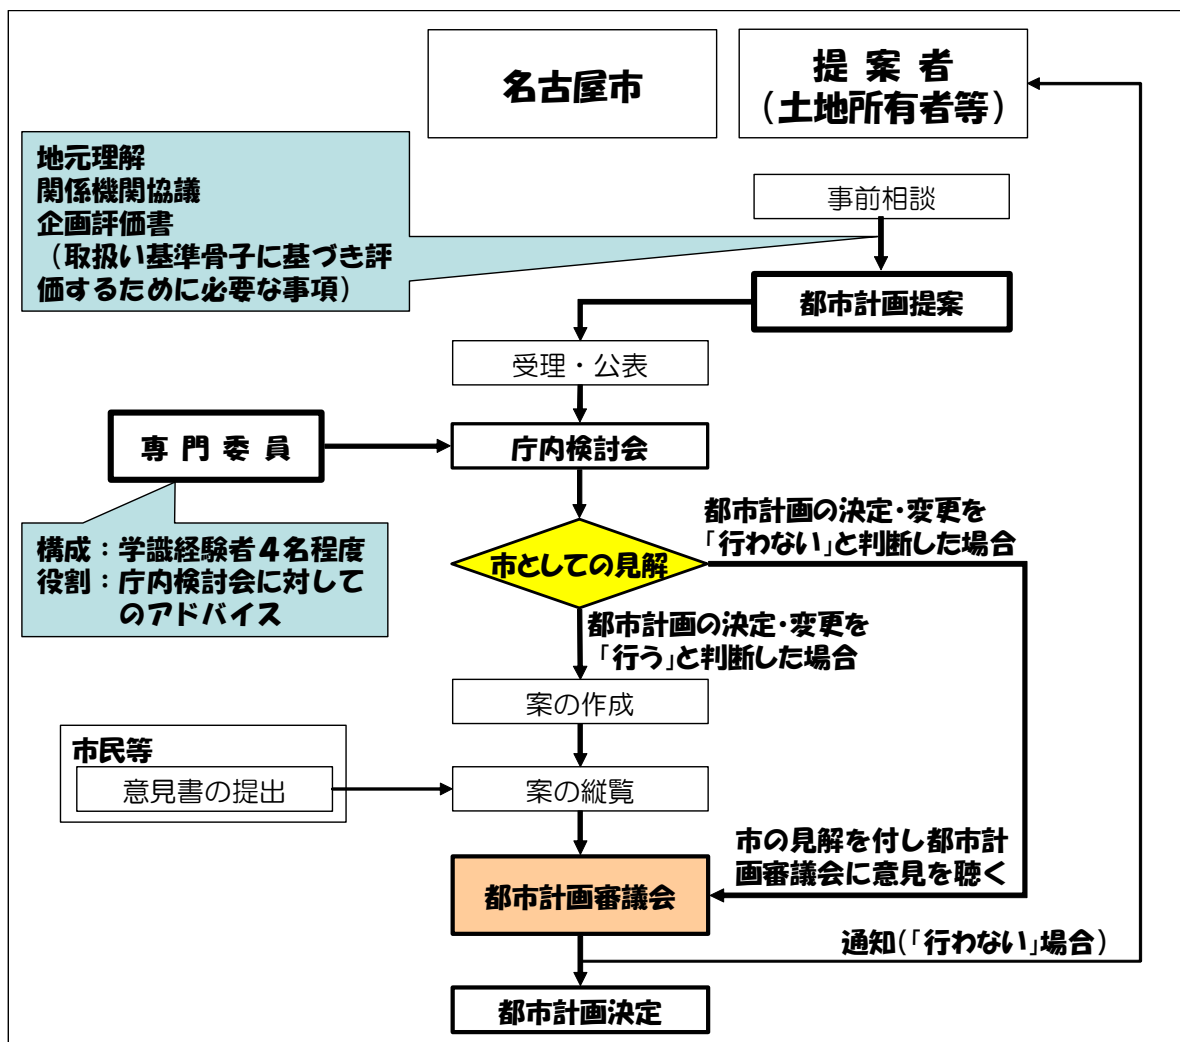 名古屋市
提案者
（土地所有者等）
地元理解
関係機関協議
企画評価書
（取扱い基準骨子に基づき評
価するために必要な事項）
事前相談
都市計画提案
受理・公表
専門委員
庁内検討会
構成：学識経験者４名程度
役割：庁内検討会に対して
のアドバイス
市としての見解
都市計画の決定・変更を
「行わない」と判断した場合
都市計画の決定・変更を
「行う」と判断した場合
案の作成
市民等
意見書の提出
案の縦覧
市の見解を付し都市計
画審議会に意見を聴く
都市計画審議会
通知（「行わない」場合）
都市計画決定